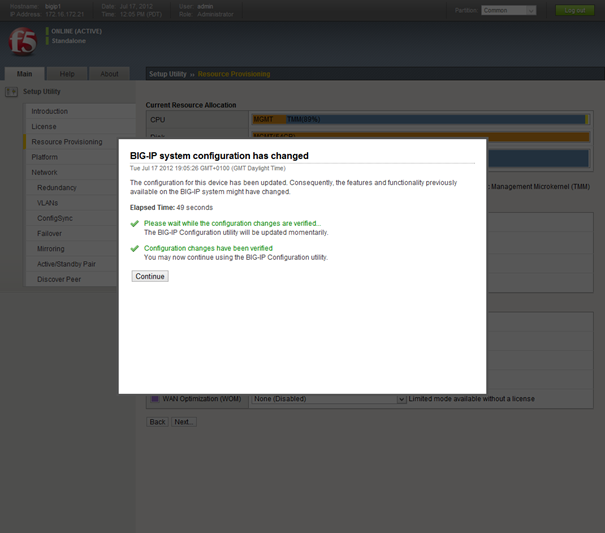 Hostname: bigip1 Date: Jul 17, 2012 User: admin
IP Address: 172.16.172.21 Time: 12:05 PM (PDT) Role: Administrator
Partition: Common Log out
f5
ONLINE (ACTIVE)
Standalone
Main Help About
Setup Utility » Resource Provisioning
Setup Utility
Introduction
License
Resource Provisioning
Platform
Network
Redundancy
VLANs
ConfigSync
Failover
Mirroring
Active/Standby Pair
Discover Peer
Current Resource Allocation
CPU MGMT TMM(89%)
BIG-IP system configuration has changed
Tue Jul 17 2012 19:05:26 GMT+0100 (GMT Daylight Time)
The configuration for this device has been updated. Consequently, the features and functionality previously
available on the BIG-IP system might have changed.
Elapsed Time: 49 seconds
Please wait while the configuration changes are verified...
The BIG-IP Configuration utility will be updated momentarily.
Configuration changes have been verified
You may now continue using the BIG-IP Configuration utility.
Continue
Management Microkernel (TMM)
WAN Optimization (WOM) None (Disabled) Limited mode available without a license
Back Next...